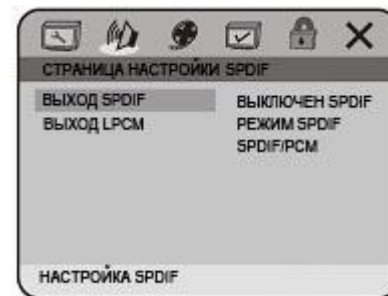 СТРАНИЦА НАСТРОЙКИ SPDIF
ВЫХОД SPDIF
ВЫХОД LPCM
ВЫКЛЮЧЕН SPDIF
РЕЖИМ SPDIF
SPDIF/PCM
НАСТРОЙКА SPDIF